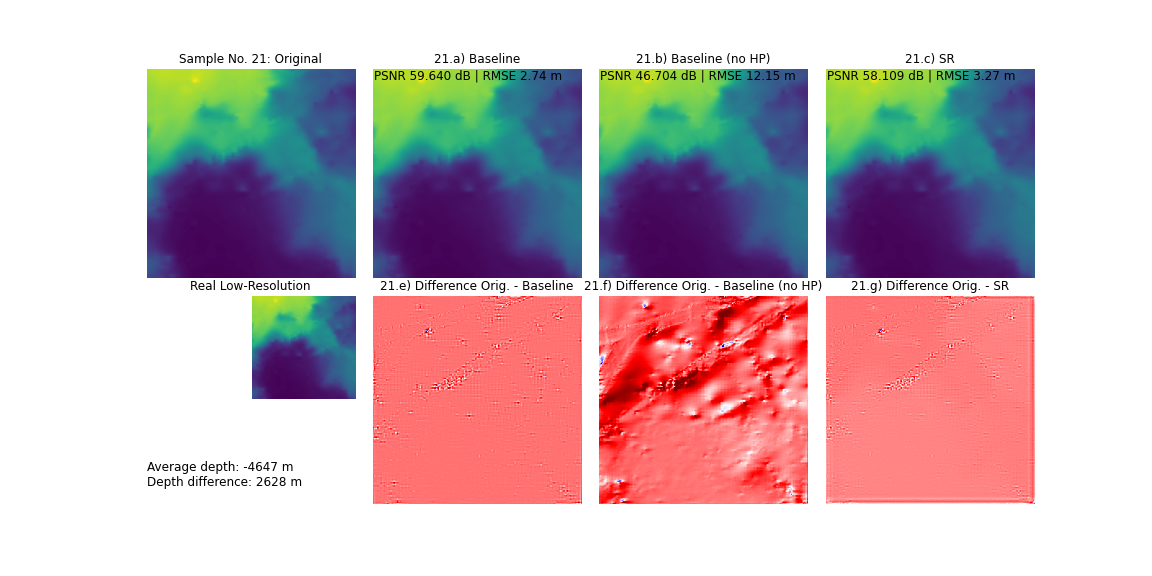 Sample No. 21: Original
21.a) Baseline
21.b) Baseline (no HP)
21.c) SR
PSNR 59.640 dB | RMSE 2.74 m
PSNR 46.704 dB | RMSE 12.15 m
PSNR 58.109 dB | RMSE 3.27 m
Real Low-Resolution
21.e) Difference Orig. - Baseline
21.f) Difference Orig. - Baseline (no HP)
21.g) Difference Orig. - SR
Average depth: -4647 m
Depth difference: 2628 m